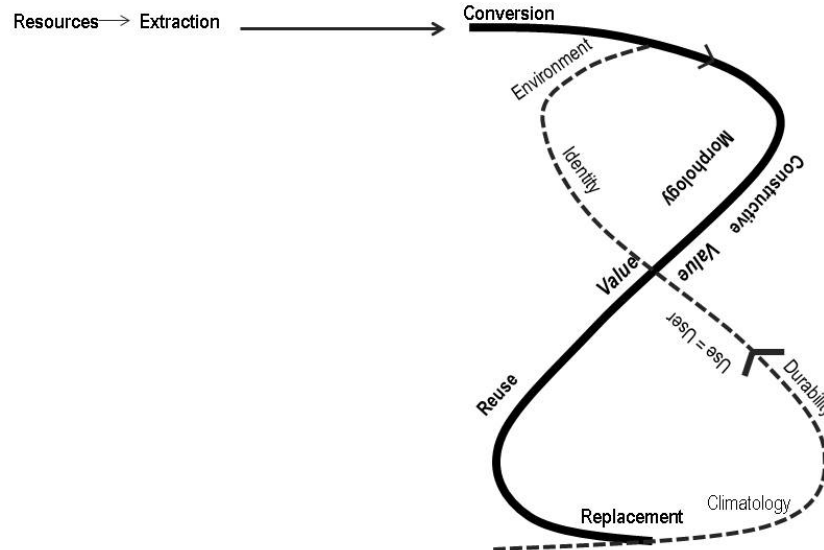 Resources
Extraction
Conversion
Environment
Identity
Morphology
Constructive
Value
Value
Use = User
Reuse
Durability
Climatology
Replacement